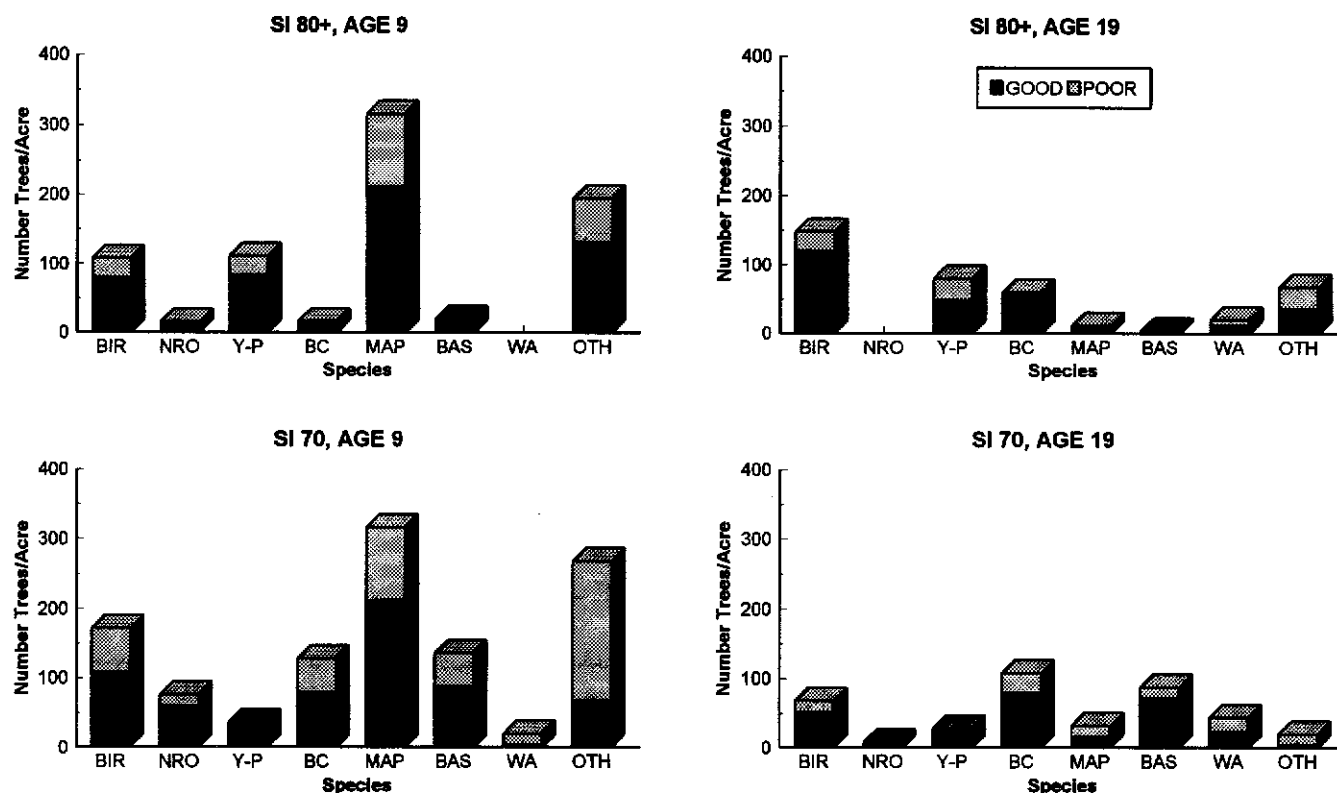 SI 80+, AGE 9
400
300
200
100
0
Number Trees/Acre
BIR NRO Y-P BC MAP BAS WA OTH
Species
SI 80+, AGE 19
GOOD POOR
400
300
200
100
0
Number Trees/Acre
BIR NRO Y-P BC MAP BAS WA OTH
Species
SI 70, AGE 9
400
300
200
100
0
Number Trees/Acre
BIR NRO Y-P BC MAP BAS WA OTH
Species
SI 70, AGE 19
400
300
200
100
0
Number Trees/Acre
BIR NRO Y-P BC MAP BAS WA OTH
Species